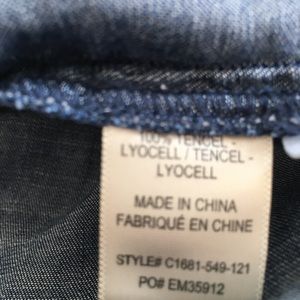 100% TENCEL -
LYOCELL / TENCEL -
LYOCELL
MADE IN CHINA
FABRIQUÉ EN CHINE
STYLE# C1681-549-121
PO# EM35912